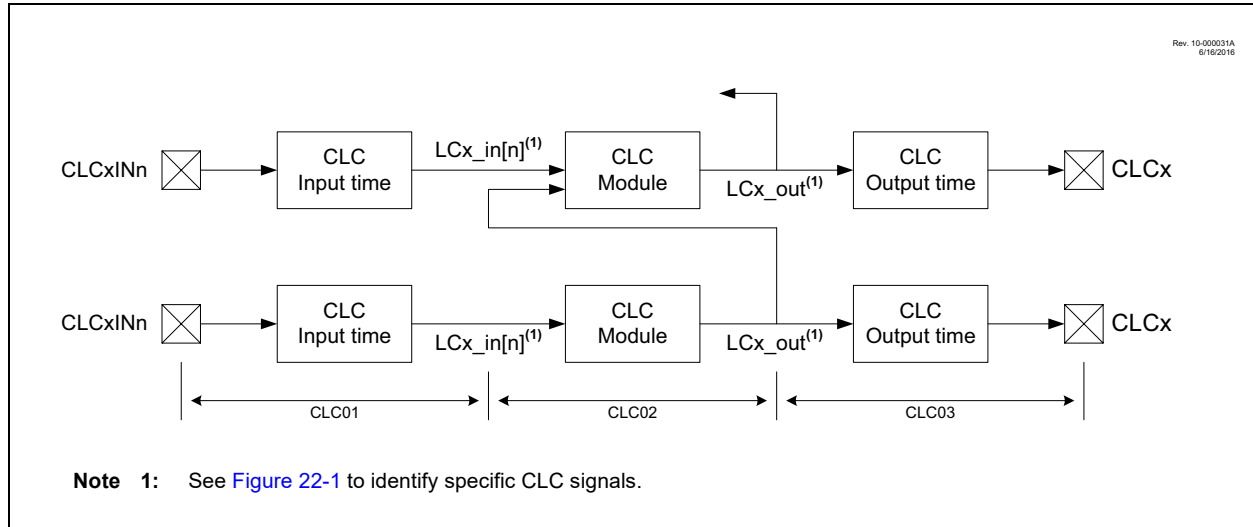 Rev. 10-000031A
6/16/2016
CLCxINn
CLC
Input time
LCx_in[n](1)
CLC
Module
LCx_out(1)
CLC
Output time
CLCx
CLCxINn
CLC
Input time
LCx_in[n](1)
CLC
Module
LCx_out(1)
CLC
Output time
CLCx
CLC01
CLC02
CLC03
Note 1: See Figure 22-1 to identify specific CLC signals.